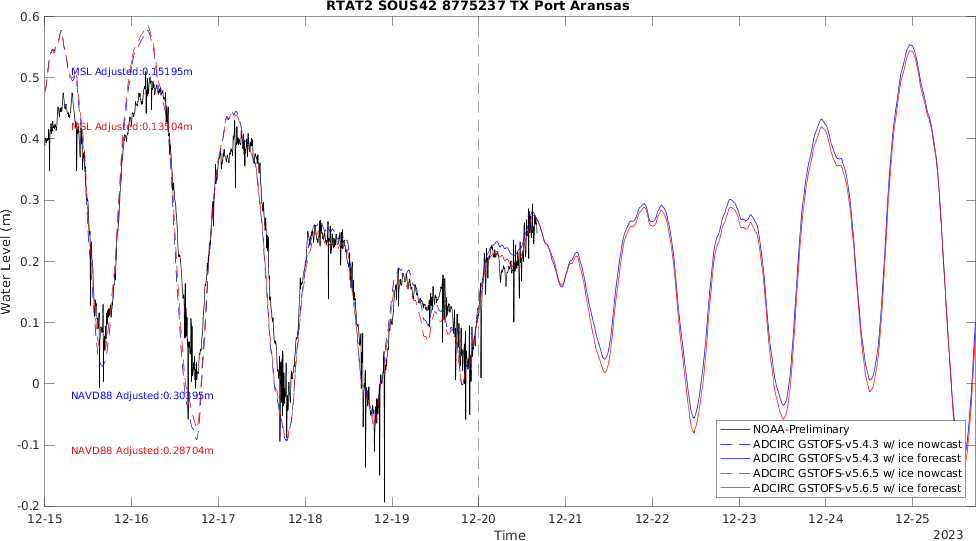 RTAT2 SOUS42 8775237 TX Port Aransas
0.6
0.5
0.4
0.3
0.2
0.1
0
-0.1
-0.2
Water Level (m)
MSL Adjusted:0.15195m
MSL Adjusted:0.13504m
NAVD88 Adjusted:0.30395m
NAVD88 Adjusted:0.28704m
NOAA-Preliminary
ADCIRC GSTOFS-v5.4.3 w/ ice nowcast
ADCIRC GSTOFS-v5.4.3 w/ ice forecast
ADCIRC GSTOFS-v5.6.5 w/ ice nowcast
ADCIRC GSTOFS-v5.6.5 w/ ice forecast
12-15 12-16 12-17 12-18 12-19 12-20 12-21 12-22 12-23 12-24 12-25
Time
2023